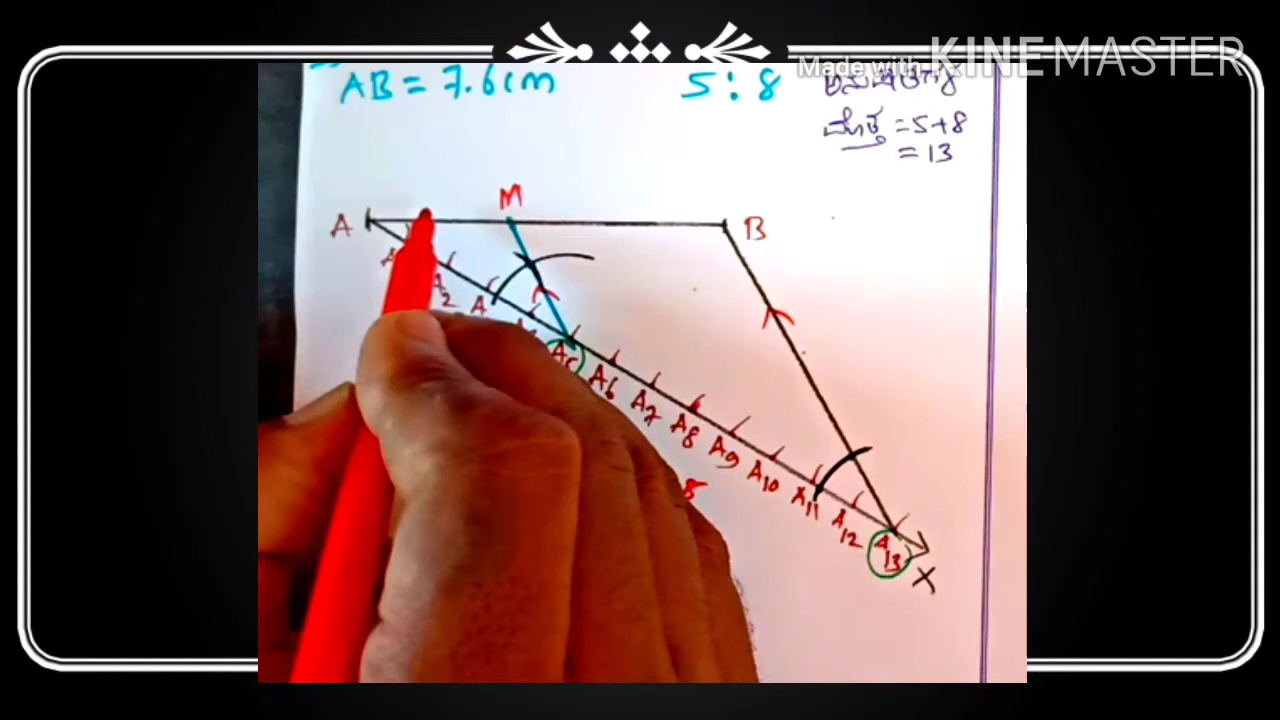 Made with KINEMASTER
AB = 7.6cm 5 : 8
ಮೊತ್ತ = 5+8
= 13
M
A B
A2
A5
A6
A7
A8
A9
A10
A11
A12
A13
X